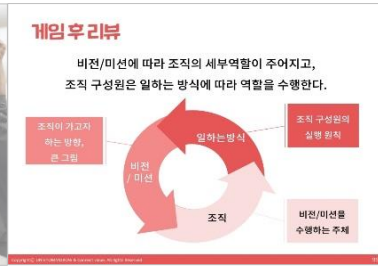 게임 후 리뷰
비전/미션에 따라 조직의 세부역할이 주어지고,
조직 구성원은 일하는 방식에 따라 역할을 수행한다.
조직이 가고자
하는 방향,
큰 그림
일하는방식
조직 구성원의
실행 원칙
비전
/ 미션
조직
비전/미션를
수행하는 주체